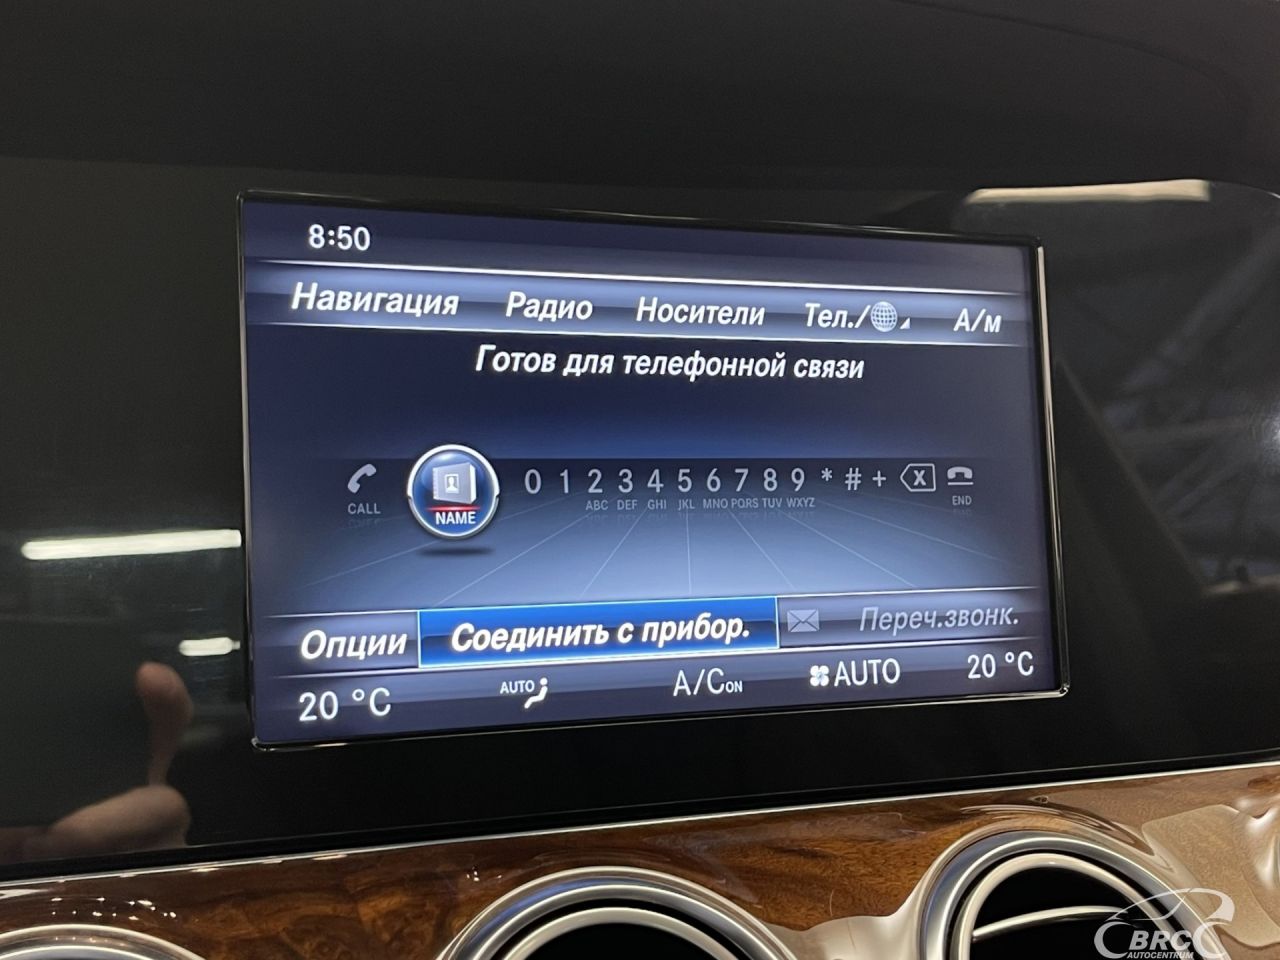 8:50
Навигация Радио Носители Тел./ А/м
Готов для телефонной связи
CALL NAME 0 1 2 3 4 5 6 7 8 9 * # + X END
ABC DEF GHI JKL MNO PQRS TUV WXYZ
Опции Соединить с прибор. Переч.звонк.
20 °C AUTO A/C ON AUTO 20 °C
BRC
AUTOCENTRUM